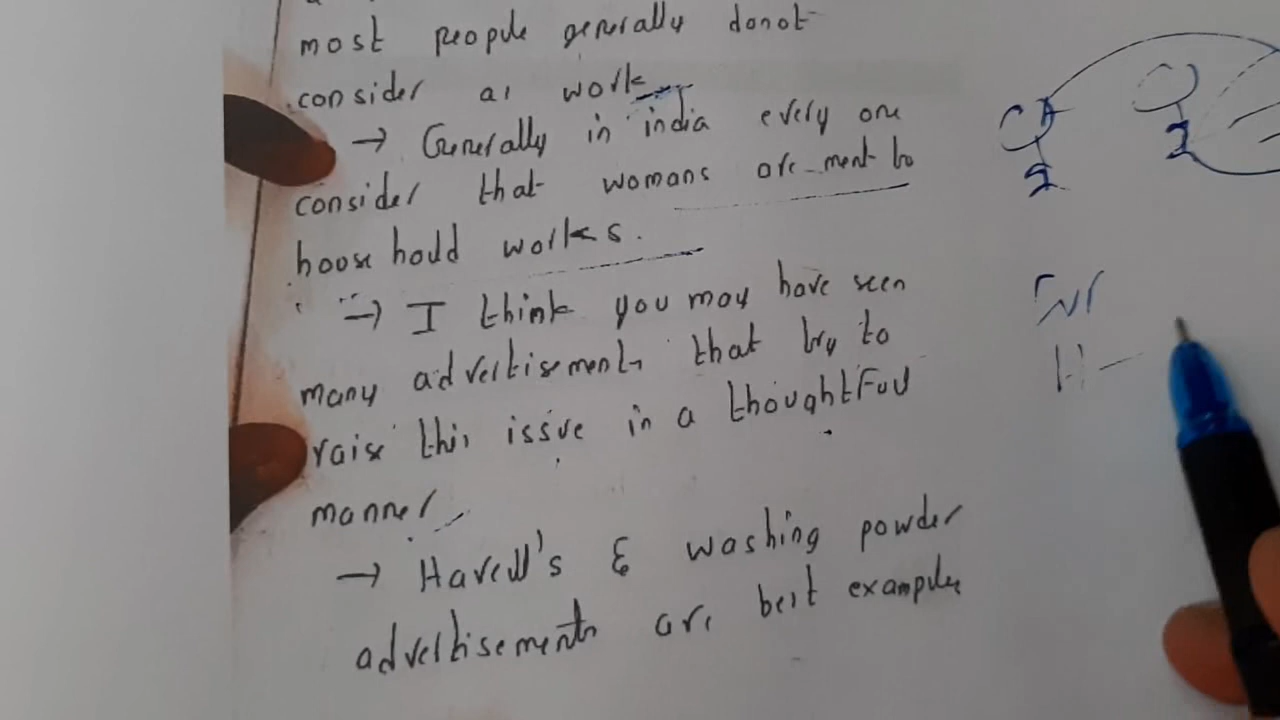 most people generally donot
consider as work
→ Generally in india every one
consider that womans are ment to
house hould works.
→ I think you may have seen
many advertisements that try to
raise this issue in a thoughtful
manner
→ Havell's & washing powder
advertisements are best examples